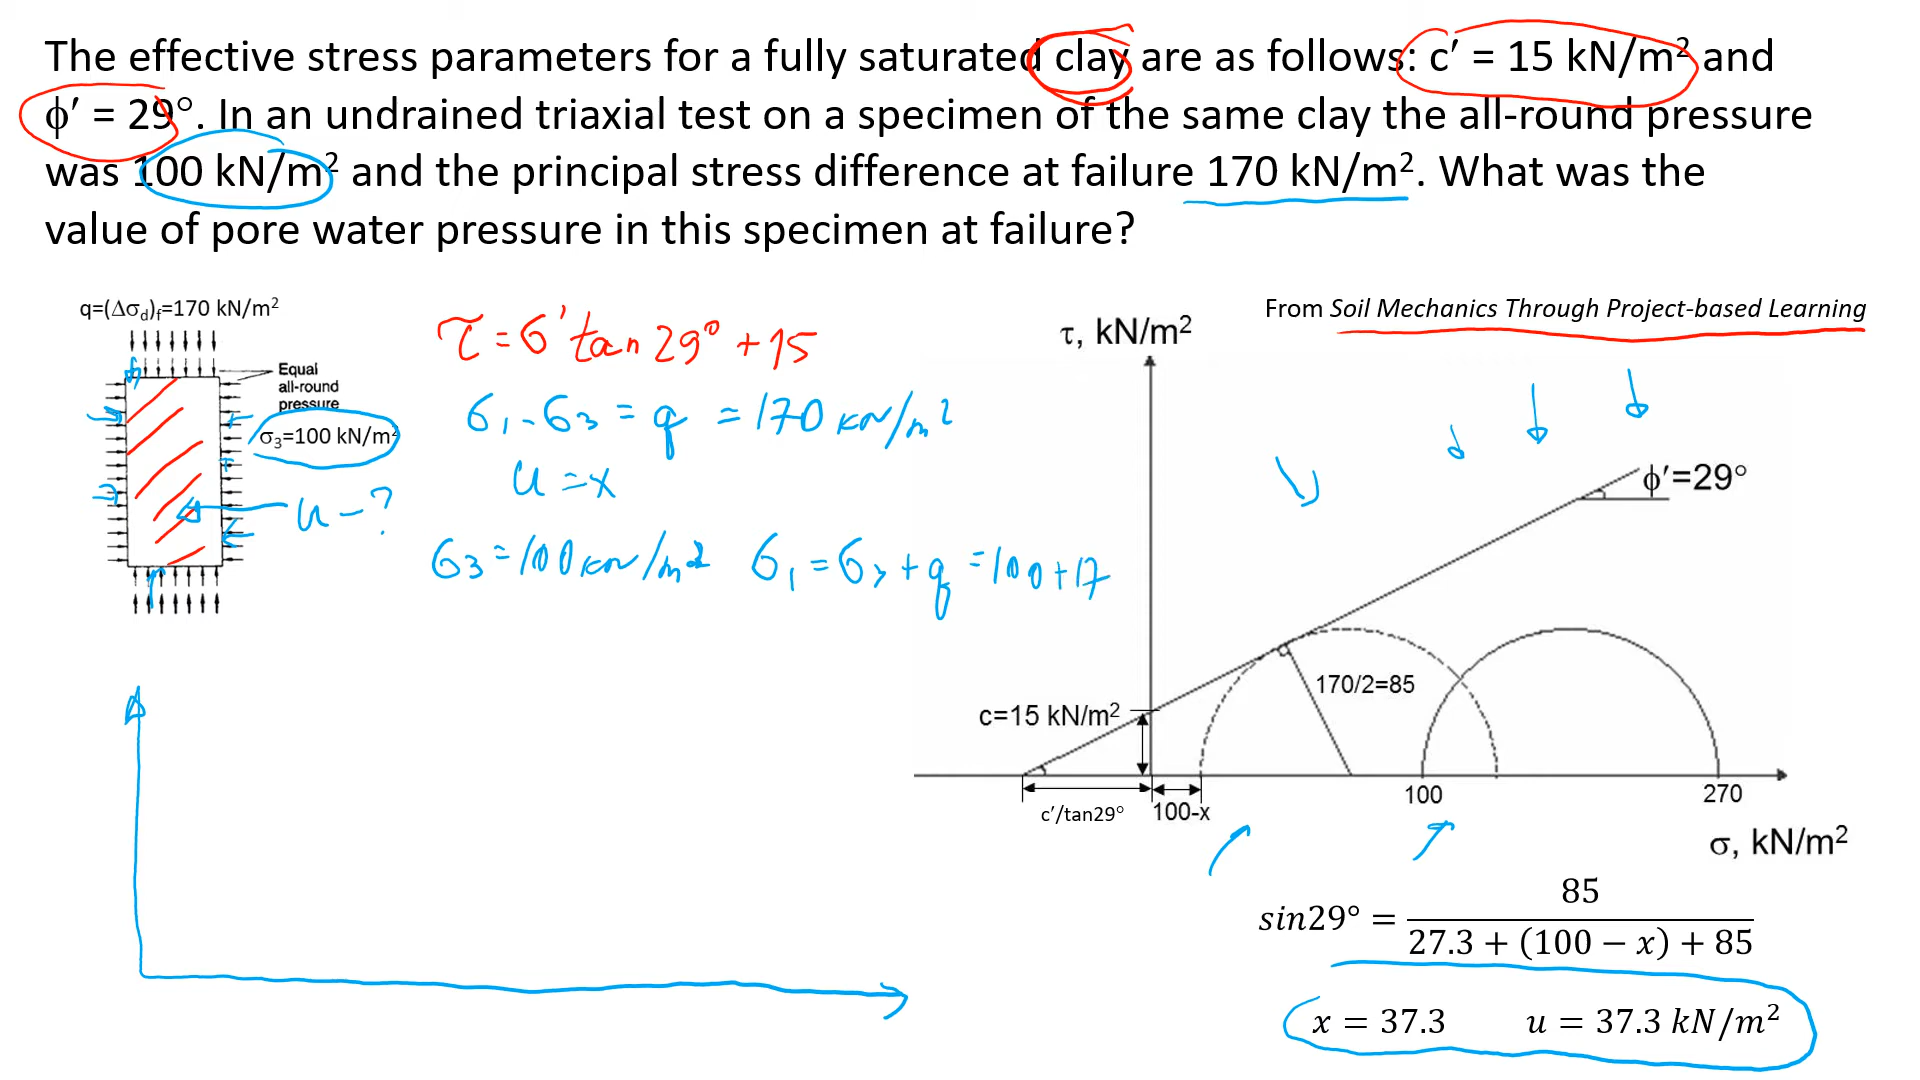 The effective stress parameters for a fully saturated clay are as follows: c′ = 15 kN/m² and
ϕ′ = 29°. In an undrained triaxial test on a specimen of the same clay the all-round pressure
was 100 kN/m² and the principal stress difference at failure 170 kN/m². What was the
value of pore water pressure in this specimen at failure?
q=(Δσd)f=170 kN/m²
Equal
all-round
pressure
σ₃=100 kN/m²
u – ?
τ = σ′ tan 29° + 15
σ₁ - σ₃ = q = 170 kN/m²
u = x
σ₃ = 100 kN/m² σ₁ = σ₃ + q = 100 + 17
From Soil Mechanics Through Project-based Learning
τ, kN/m²
ϕ′=29°
170/2=85
c=15 kN/m²
c′/tan29°
100-x
100
270
σ, kN/m²
sin29° = 85 / (27.3 + (100 − x) + 85)
x = 37.3 u = 37.3 kN/m²